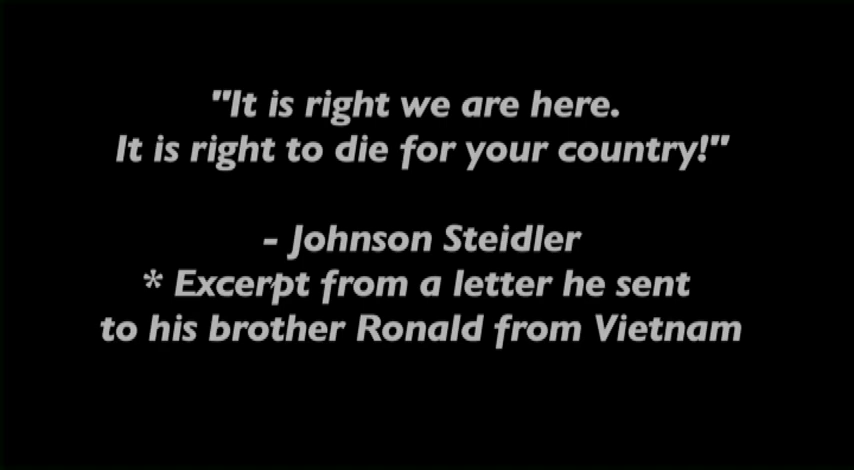 "It is right we are here.
It is right to die for your country!"
- Johnson Steidler
* Excerpt from a letter he sent
to his brother Ronald from Vietnam